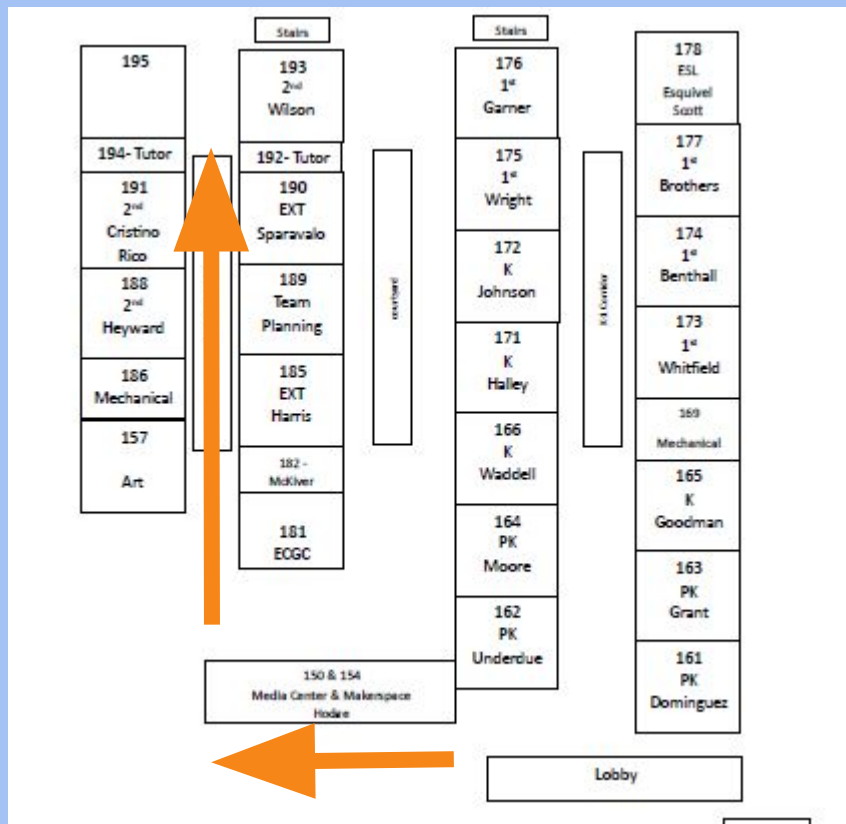 Stairs
Stairs
195
194- Tutor
191
2nd
Cristino
Rico
188
2nd
Heyward
186
Mechanical
157
Art
193
2nd
Wilson
192- Tutor
190
EXT
Sparavalo
189
Team
Planning
185
EXT
Harris
182 -
McKiver
181
ECGC
courtyard
176
1st
Garner
175
1st
Wright
172
K
Johnson
171
K
Halley
166
K
Waddell
164
PK
Moore
162
PK
Underdue
Corridor
178
ESL
Esquivel
Scott
177
1st
Brothers
174
1st
Benthall
173
1st
Whitfield
169
Mechanical
165
K
Goodman
163
PK
Grant
161
PK
Dominguez
150 & 154
Media Center & Makerspace
Lobby